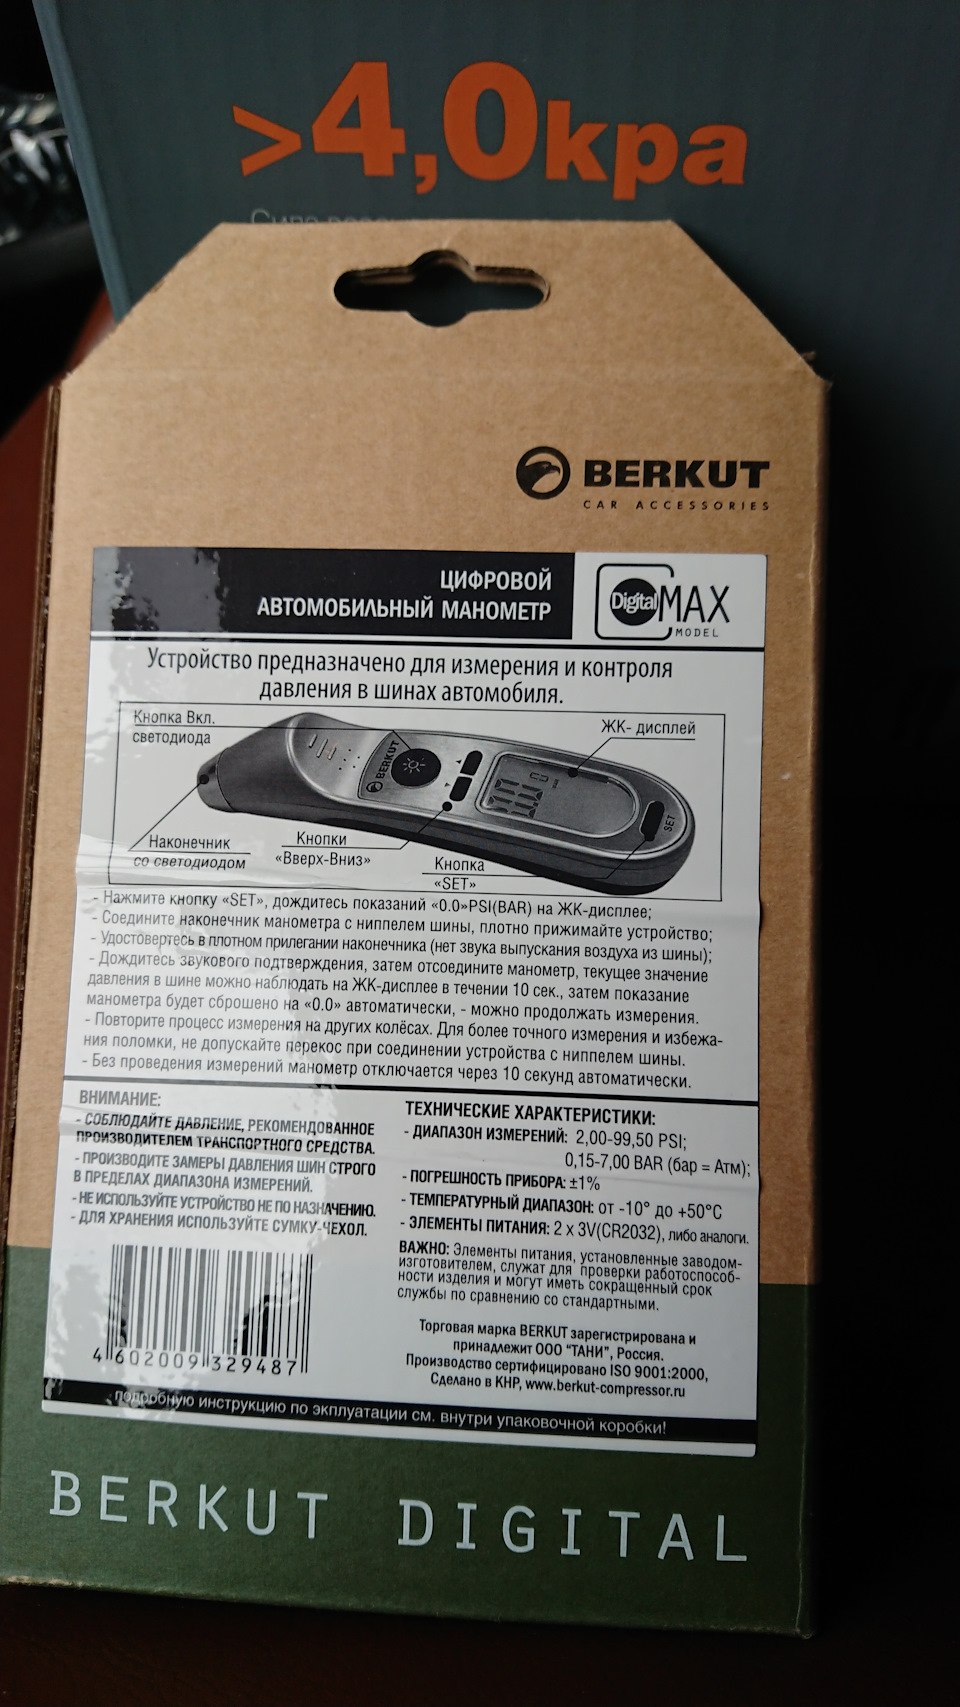 >4,0kpa
BERKUT
CAR ACCESSORIES
ЦИФРОВОЙ
АВТОМОБИЛЬНЫЙ МАНОМЕТР
Digital MAX
MODEL
Устройство предназначено для измерения и контроля
давления в шинах автомобиля.
Кнопка Вкл.
светодиода
ЖК- дисплей
BERKUT
SET
Наконечник
со светодиодом
Кнопки
«Вверх-Вниз»
Кнопка
«SET»
- Нажмите кнопку «SET», дождитесь показаний «0.0»PSI(BAR) на ЖК-дисплее;
- Соедините наконечник манометра с ниппелем шины, плотно прижимайте устройство;
- Удостоверетесь в плотном прилегании наконечника (нет звука выпускания воздуха из шины);
- Дождитесь звукового подтверждения, затем отсоедините манометр, текущее значение
давления в шине можно наблюдать на ЖК-дисплее в течении 10 сек., затем показание
манометра будет сброшено на «0.0» автоматически, - можно продолжать измерения.
- Повторите процесс измерения на других колёсах. Для более точного измерения и избежа-
ния поломки, не допускайте перекос при соединении устройства с ниппелем шины.
- Без проведения измерений манометр отключается через 10 секунд автоматически.
ВНИМАНИЕ:
- СОБЛЮДАЙТЕ ДАВЛЕНИЕ, РЕКОМЕНДОВАННОЕ
ПРОИЗВОДИТЕЛЕМ ТРАНСПОРТНОГО СРЕДСТВА.
- ПРОИЗВОДИТЕ ЗАМЕРЫ ДАВЛЕНИЯ ШИН СТРОГО
В ПРЕДЕЛАХ ДИАПАЗОНА ИЗМЕРЕНИЙ.
- НЕ ИСПОЛЬЗУЙТЕ УСТРОЙСТВО НЕ ПО НАЗНАЧЕНИЮ.
- ДЛЯ ХРАНЕНИЯ ИСПОЛЬЗУЙТЕ СУМКУ-ЧЕХОЛ.
4 602009 329487
ТЕХНИЧЕСКИЕ ХАРАКТЕРИСТИКИ:
- ДИАПАЗОН ИЗМЕРЕНИЙ: 2,00-99,50 PSI;
0,15-7,00 BAR (бар = Атм);
- ПОГРЕШНОСТЬ ПРИБОРА: ±1%
- ТЕМПЕРАТУРНЫЙ ДИАПАЗОН: от -10° до +50°C
- ЭЛЕМЕНТЫ ПИТАНИЯ: 2 x 3V(CR2032), либо аналоги.
ВАЖНО: Элементы питания, установленные заводом-
изготовителем, служат для проверки работоспособ-
ности изделия и могут иметь сокращённый срок
службы по сравнению со стандартными.
Торговая марка BERKUT зарегистрирована и
принадлежит ООО "ТАНИ", Россия.
Производство сертифицировано ISO 9001:2000,
Сделано в КНР, www.berkut-compressor.ru
подробную инструкцию по экплуатации см. внутри упаковочной коробки!
BERKUT DIGITAL